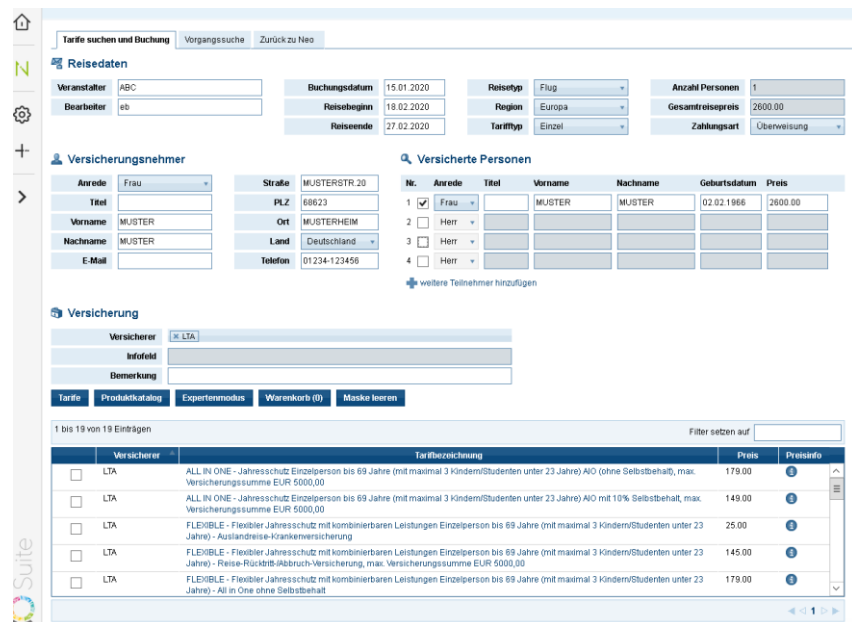 Tarife suchen und Buchung Vorgangssuche Zurück zu Neo
Reisedaten
Veranstalter ABC Buchungsdatum 15.01.2020 Reisetyp Flug Anzahl Personen 1
Bearbeiter eb Reisebeginn 18.02.2020 Region Europa Gesamtreisepreis 2600.00
Reiseende 27.02.2020 Tariftyp Einzel Zahlungsart Überweisung
Versicherungsnehmer Versicherte Personen
Anrede Frau Straße MUSTERSTR.20 Nr. Anrede Titel Vorname Nachname Geburtsdatum Preis
Titel PLZ 68623 1 Frau MUSTER MUSTER 02.02.1966 2600.00
Vorname MUSTER Ort MUSTERHEIM 2 Herr
Nachname MUSTER Land Deutschland 3 Herr
E-Mail Telefon 01234-123456 4 Herr
weitere Teilnehmer hinzufügen
Versicherung
Versicherer LTA
Infofeld
Bemerkung
Tarife Produktkatalog Expertenmodus Warenkorb (0) Maske leeren
1 bis 19 von 19 Einträgen Filter setzen auf
Versicherer Tarifbezeichnung Preis Preisinfo
LTA ALL IN ONE - Jahresschutz Einzelperson bis 69 Jahre (mit maximal 3 Kindern/Studenten unter 23 Jahre) AIO (ohne Selbstbehalt), max. 179.00
Versicherungssumme EUR 5000,00
LTA ALL IN ONE - Jahresschutz Einzelperson bis 69 Jahre (mit maximal 3 Kindern/Studenten unter 23 Jahre) AIO mit 10% Selbstbehalt, max. 149.00
Versicherungssumme EUR 5000,00
LTA FLEXIBLE - Flexibler Jahresschutz mit kombinierbaren Leistungen Einzelperson bis 69 Jahre (mit maximal 3 Kindern/Studenten unter 23 25.00
Jahre) - Auslandreise-Krankenversicherung
LTA FLEXIBLE - Flexibler Jahresschutz mit kombinierbaren Leistungen Einzelperson bis 69 Jahre (mit maximal 3 Kindern/Studenten unter 23 145.00
Jahre) - Reise-Rücktritt-/Abbruch-Versicherung, max. Versicherungssumme EUR 5000,00
LTA FLEXIBLE - Flexibler Jahresschutz mit kombinierbaren Leistungen Einzelperson bis 69 Jahre (mit maximal 3 Kindern/Studenten unter 23 179.00
Jahre) - All in One ohne Selbstbehalt
1
Suite